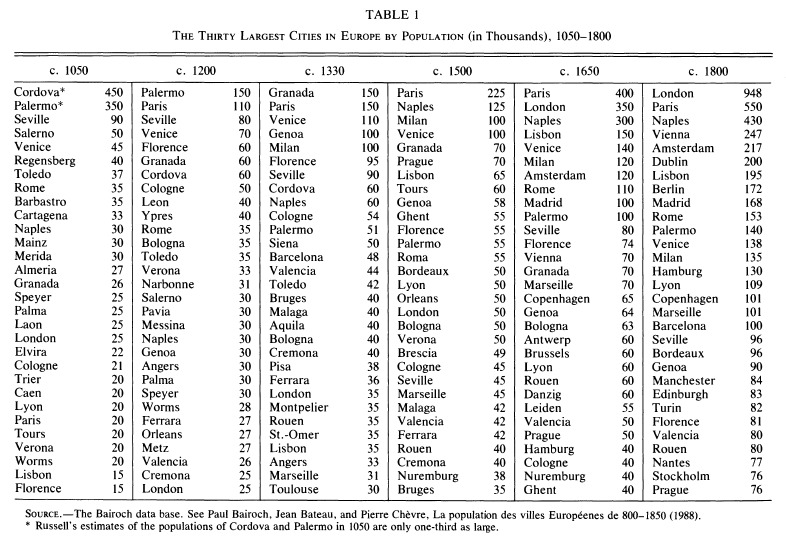 TABLE 1
THE THIRTY LARGEST CITIES IN EUROPE BY POPULATION (in Thousands), 1050–1800
c. 1050 c. 1200 c. 1330 c. 1500 c. 1650 c. 1800
Cordova* 450 Palermo 150 Granada 150 Paris 225 Paris 400 London 948
Palermo* 350 Paris 110 Paris 150 Naples 125 London 350 Paris 550
Seville 90 Seville 80 Venice 110 Milan 100 Naples 300 Naples 430
Salerno 50 Venice 70 Genoa 100 Venice 100 Lisbon 150 Vienna 247
Venice 45 Florence 60 Milan 100 Granada 70 Venice 140 Amsterdam 217
Regensberg 40 Granada 60 Florence 95 Prague 70 Milan 120 Dublin 200
Toledo 37 Cordova 60 Seville 90 Lisbon 65 Amsterdam 120 Lisbon 195
Rome 35 Cologne 50 Cordova 60 Tours 60 Rome 110 Berlin 172
Barbastro 35 Leon 40 Naples 60 Genoa 58 Madrid 100 Madrid 168
Cartagena 33 Ypres 40 Cologne 54 Ghent 55 Palermo 100 Rome 153
Naples 30 Rome 35 Palermo 51 Florence 55 Seville 80 Palermo 140
Mainz 30 Bologna 35 Siena 50 Palermo 55 Florence 74 Venice 138
Merida 30 Toledo 35 Barcelona 48 Roma 55 Vienna 70 Milan 135
Almeria 27 Verona 33 Valencia 44 Bordeaux 50 Granada 70 Hamburg 130
Granada 26 Narbonne 31 Toledo 42 Lyon 50 Marseille 70 Lyon 109
Speyer 25 Salerno 30 Bruges 40 Orleans 50 Copenhagen 65 Copenhagen 101
Palma 25 Pavia 30 Malaga 40 London 50 Genoa 64 Marseille 101
Laon 25 Messina 30 Aquila 40 Bologna 50 Bologna 63 Barcelona 100
London 25 Naples 30 Bologna 40 Verona 50 Antwerp 60 Seville 96
Elvira 22 Genoa 30 Cremona 40 Brescia 49 Brussels 60 Bordeaux 96
Cologne 21 Angers 30 Pisa 38 Cologne 45 Lyon 60 Genoa 90
Trier 20 Palma 30 Ferrara 36 Seville 45 Rouen 60 Manchester 84
Caen 20 Speyer 30 London 35 Marseille 45 Danzig 60 Edinburgh 83
Lyon 20 Worms 28 Montpelier 35 Malaga 42 Leiden 55 Turin 82
Paris 20 Ferrara 27 Rouen 35 Valencia 42 Valencia 50 Florence 81
Tours 20 Orleans 27 St.-Omer 35 Ferrara 42 Prague 50 Valencia 80
Verona 20 Metz 27 Lisbon 35 Rouen 40 Hamburg 40 Rouen 80
Worms 20 Valencia 26 Angers 33 Cremona 40 Cologne 40 Nantes 77
Lisbon 15 Cremona 25 Marseille 31 Nuremburg 38 Nuremburg 40 Stockholm 76
Florence 15 London 25 Toulouse 30 Bruges 35 Ghent 40 Prague 76
SOURCE.—The Bairoch data base. See Paul Bairoch, Jean Bateau, and Pierre Chèvre, La population des villes Européenes de 800–1850 (1988).
* Russell's estimates of the populations of Cordova and Palermo in 1050 are only one-third as large.